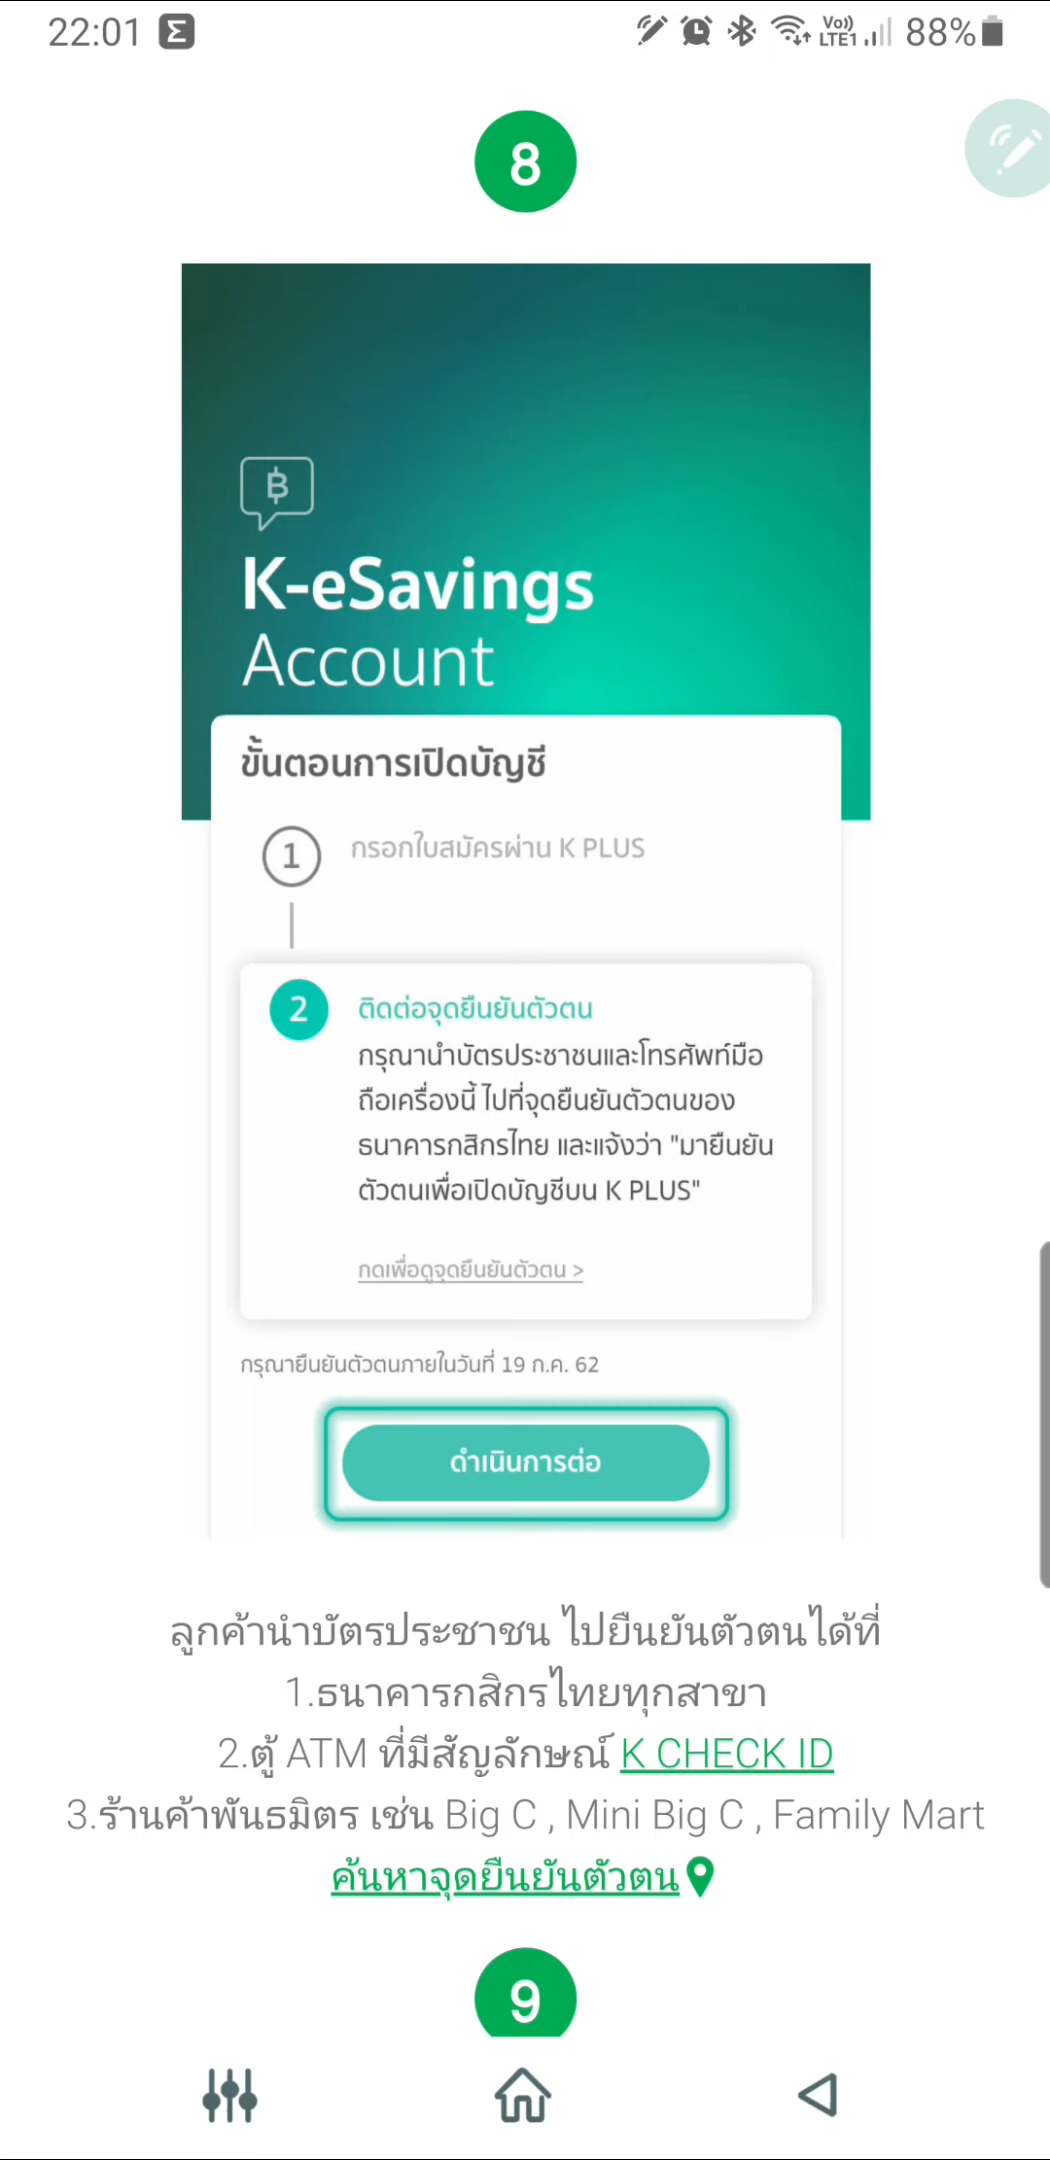 22:01
Vo)) LTE1 88%
8
฿
K-eSavings
Account
ขั้นตอนการเปิดบัญชี
1 กรอกใบสมัครผ่าน K PLUS
2 ติดต่อจุดยืนยันตัวตน
กรุณานำบัตรประชาชนและโทรศัพท์มือ
ถือเครื่องนี้ ไปที่จุดยืนยันตัวตนของ
ธนาคารกสิกรไทย และแจ้งว่า "มายืนยัน
ตัวตนเพื่อเปิดบัญชีบน K PLUS"
กดเพื่อดูจุดยืนยันตัวตน >
กรุณายืนยันตัวตนภายในวันที่ 19 ก.ค. 62
ดำเนินการต่อ
ลูกค้านำบัตรประชาชน ไปยืนยันตัวตนได้ที่
1.ธนาคารกสิกรไทยทุกสาขา
2.ตู้ ATM ที่มีสัญลักษณ์ K CHECK ID
3.ร้านค้าพันธมิตร เช่น Big C , Mini Big C , Family Mart
ค้นหาจุดยืนยันตัวตน
9